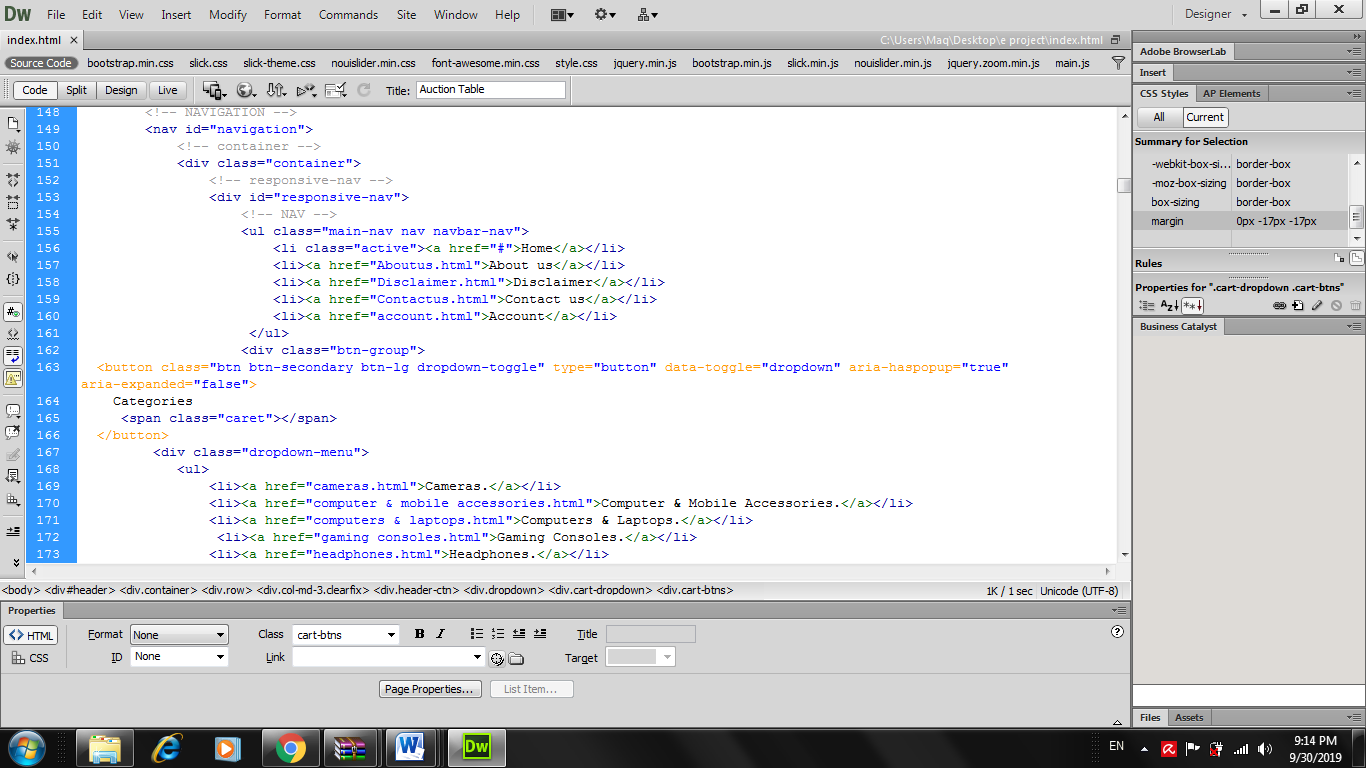 Dw File Edit View Insert Modify Format Commands Site Window Help Designer
index.html × C:\Users\Maq\Desktop\e project\index.html
Source Code bootstrap.min.css slick.css slick-theme.css nouislider.min.css font-awesome.min.css style.css jquery.min.js bootstrap.min.js slick.min.js nouislider.min.js jquery.zoom.min.js main.js
Code Split Design Live Title: Auction Table
148 <!-- NAVIGATION -->
149 <nav id="navigation">
150 <!-- container -->
151 <div class="container">
152 <!-- responsive-nav -->
153 <div id="responsive-nav">
154 <!-- NAV -->
155 <ul class="main-nav nav navbar-nav">
156 <li class="active"><a href="#">Home</a></li>
157 <li><a href="Aboutus.html">About us</a></li>
158 <li><a href="Disclaimer.html">Disclaimer</a></li>
159 <li><a href="Contactus.html">Contact us</a></li>
160 <li><a href="account.html">Account</a></li>
161 </ul>
162 <div class="btn-group">
163 <button class="btn btn-secondary btn-lg dropdown-toggle" type="button" data-toggle="dropdown" aria-haspopup="true"
aria-expanded="false">
164 Categories
165 <span class="caret"></span>
166 </button>
167 <div class="dropdown-menu">
168 <ul>
169 <li><a href="cameras.html">Cameras.</a></li>
170 <li><a href="computer & mobile accessories.html">Computer & Mobile Accessories.</a></li>
171 <li><a href="computers & laptops.html">Computers & Laptops.</a></li>
172 <li><a href="gaming consoles.html">Gaming Consoles.</a></li>
173 <li><a href="headphones.html">Headphones.</a></li>
<body> <div#header> <div.container> <div.row> <div.col-md-3.clearfix> <div.header-ctn> <div.dropdown> <div.cart-dropdown> <div.cart-btns> 1K / 1 sec Unicode (UTF-8)
Properties
<> HTML Format None Class cart-btns B I Title
CSS ID None Link Target
Page Properties... List Item...
Adobe BrowserLab
Insert
CSS Styles AP Elements
All Current
Summary for Selection
-webkit-box-si... border-box
-moz-box-sizing border-box
box-sizing border-box
margin 0px -17px -17px
Rules
Properties for ".cart-dropdown .cart-btns"
Az↓ **↓
Business Catalyst
Files Assets
Dw EN 9:14 PM
9/30/2019